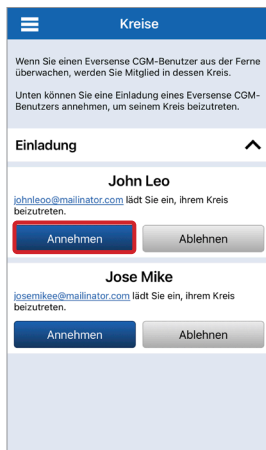 Kreise
Wenn Sie einen Eversense CGM-Benutzer aus der Ferne
überwachen, werden Sie Mitglied in dessen Kreis.
Unten können Sie eine Einladung eines Eversense CGM-
Benutzers annehmen, um seinem Kreis beizutreten.
Einladung
John Leo
johnleoo@mailinator.com lädt Sie ein, ihrem Kreis
beizutreten.
Annehmen Ablehnen
Jose Mike
josemikee@mailinator.com lädt Sie ein, ihrem Kreis
beizutreten.
Annehmen Ablehnen